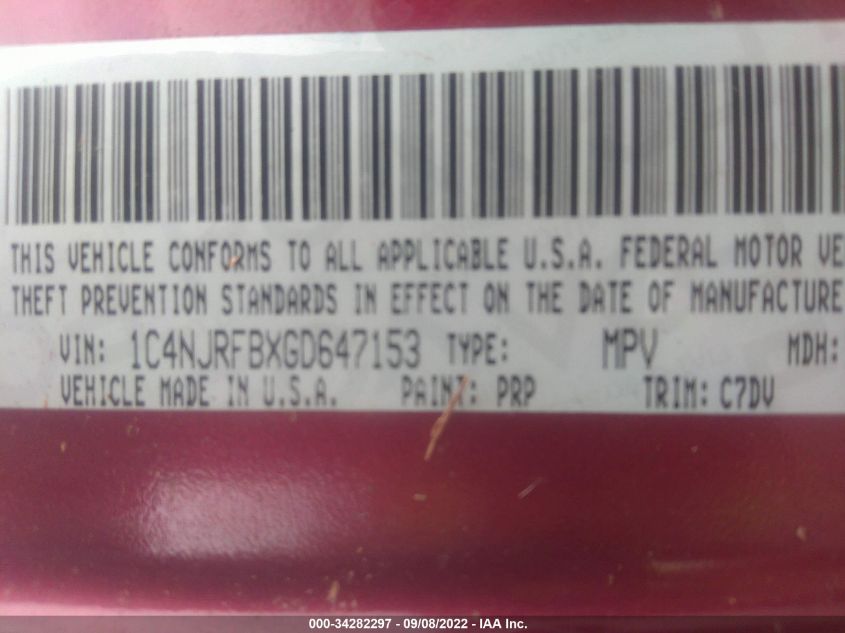 THIS VEHICLE CONFORMS TO ALL APPLICABLE U.S.A. FEDERAL MOTOR VE
THEFT PREVENTION STANDARDS IN EFFECT ON THE DATE OF MANUFACTURE
VIN: 1C4NJRFBXGD647153 TYPE: MPV MDH:
VEHICLE MADE IN U.S.A. PAINT: PRP TRIM: C7DV
000-34282297 - 09/08/2022 - IAA Inc.